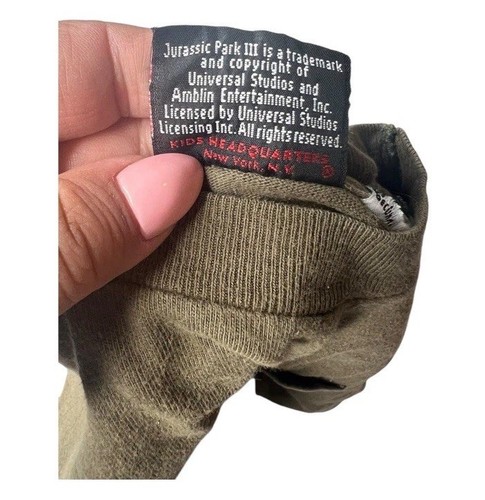 Jurassic Park III is a trademark
and copyright of
Universal Studios and
Amblin Entertainment, Inc.
Licensed by Universal Studios
Licensing Inc. All rights reserved.
KIDS HEADQUARTERS
New York, N.Y.